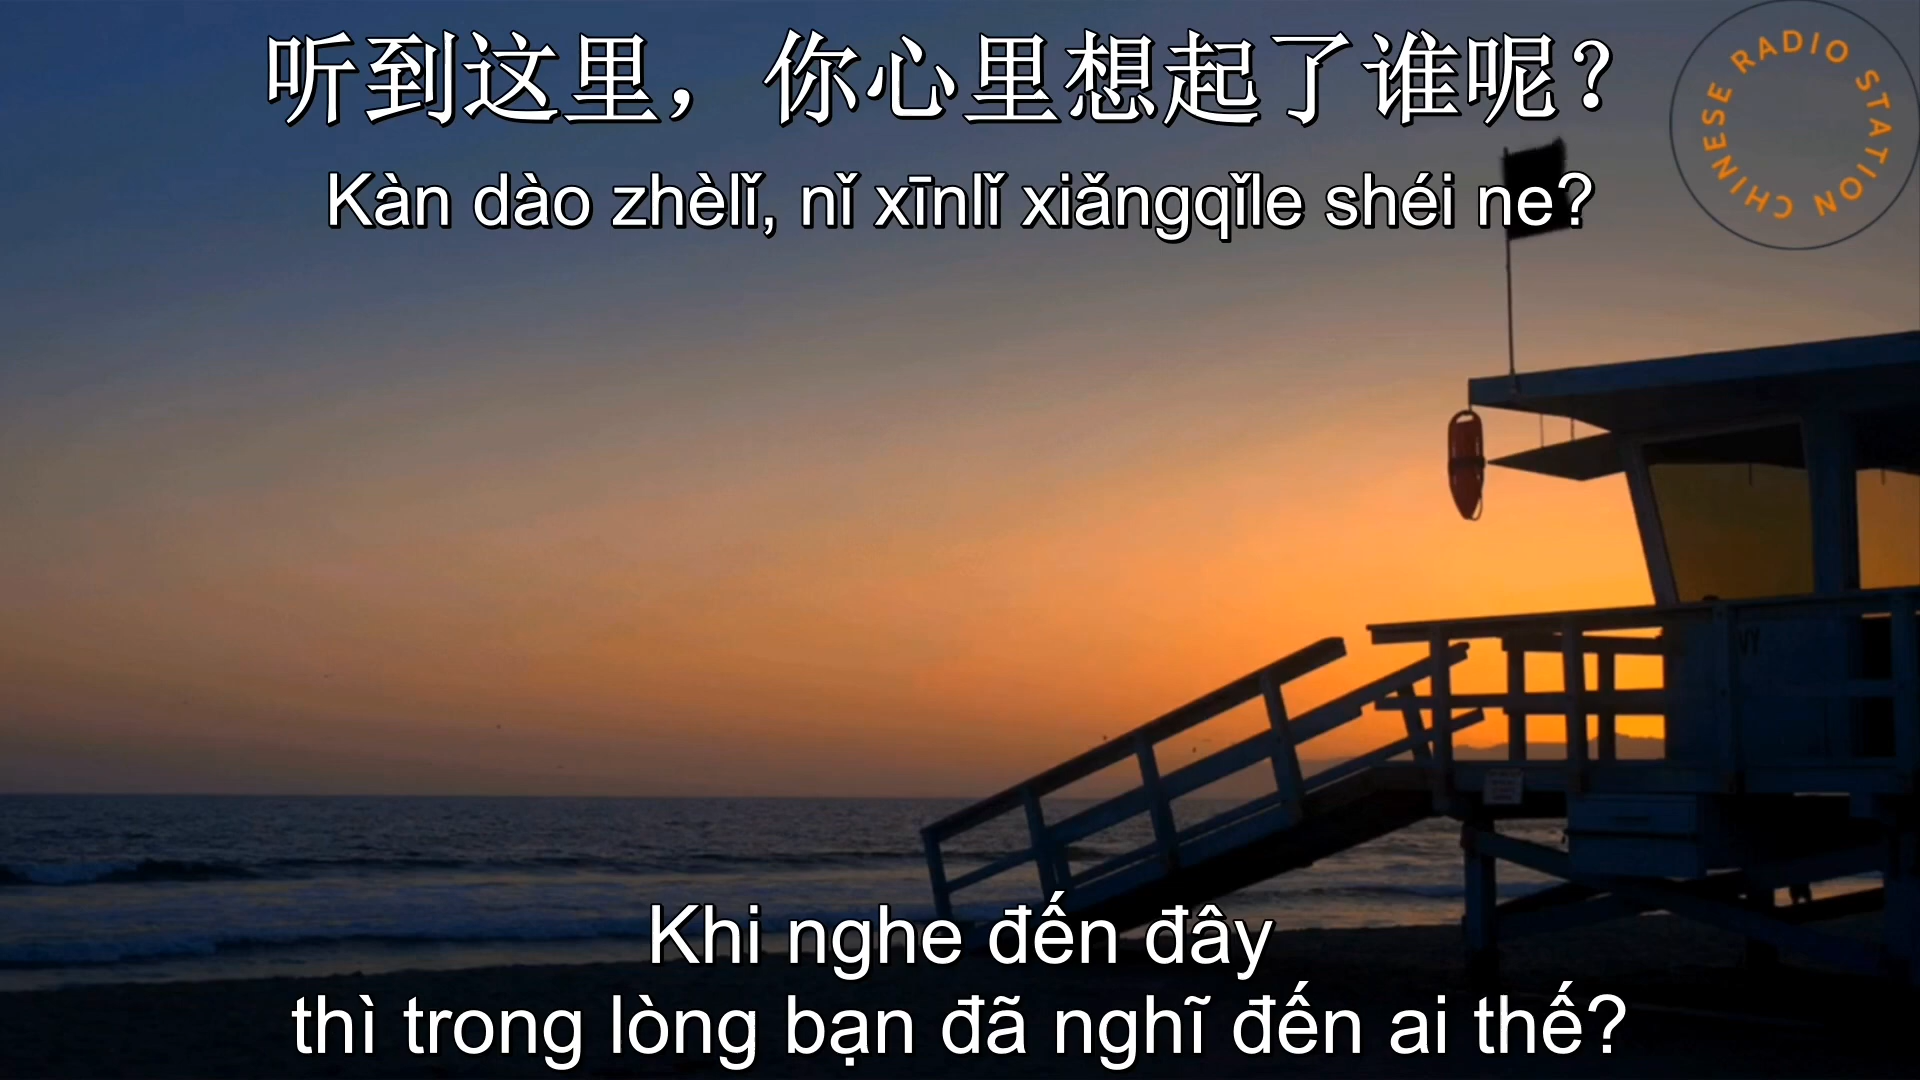 听到这里，你心里想起了谁呢？
Kàn dào zhèlǐ, nǐ xīnlǐ xiǎngqǐle shéi ne?
CHINESE RADIO STATION
Khi nghe đến đây
thì trong lòng bạn đã nghĩ đến ai thế?